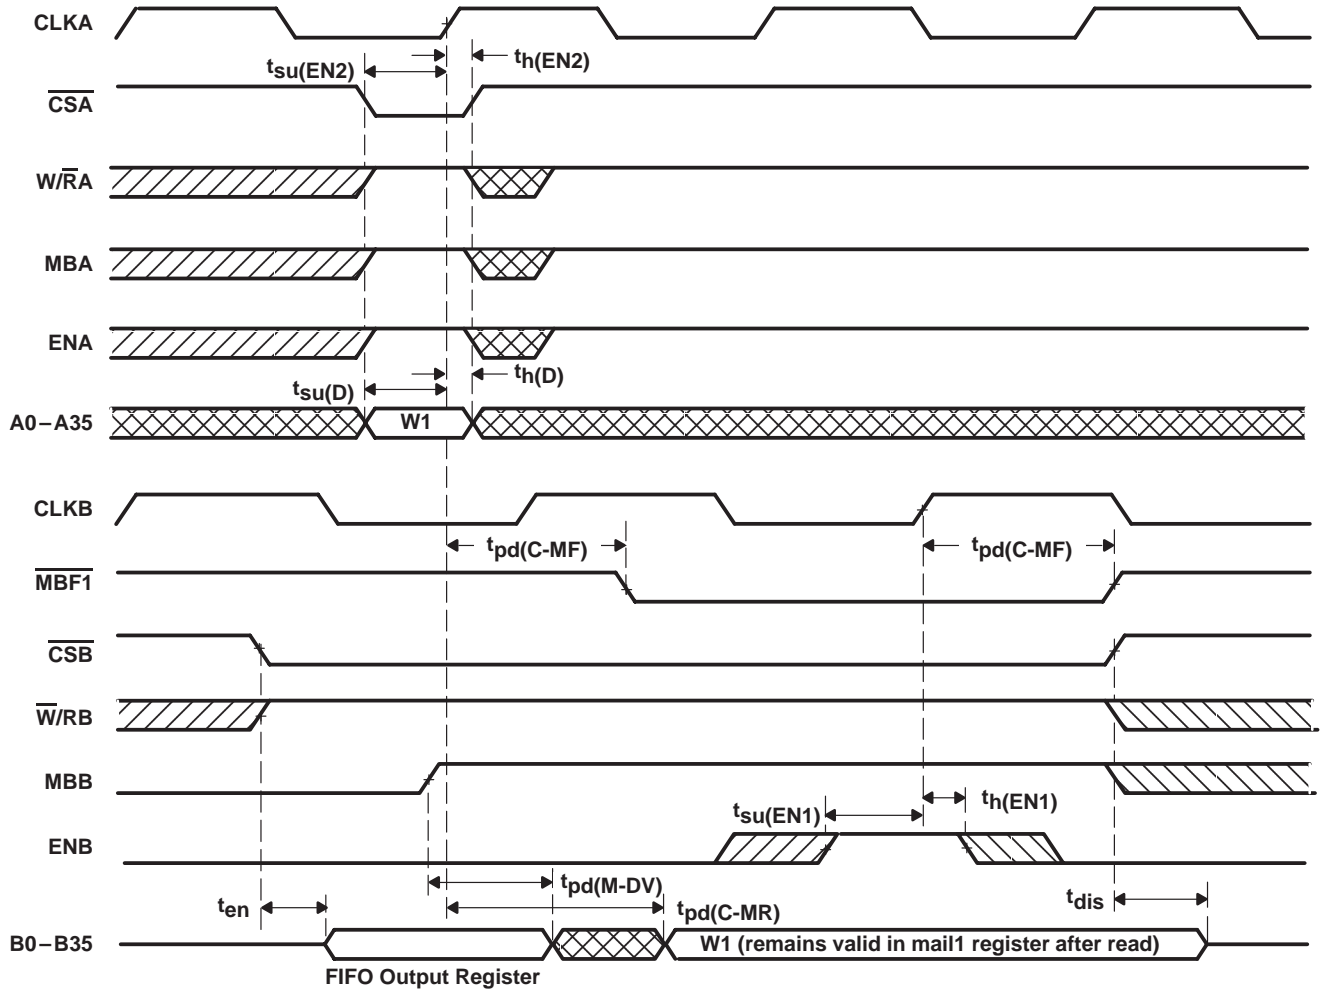 CLKA
tsu(EN2)
th(EN2)
CSA
W/RA
MBA
ENA
tsu(D)
th(D)
A0–A35
W1
CLKB
tpd(C-MF)
tpd(C-MF)
MBF1
CSB
W/RB
MBB
tsu(EN1)
th(EN1)
ENB
tpd(M-DV)
ten
tpd(C-MR)
tdis
B0–B35
W1 (remains valid in mail1 register after read)
FIFO Output Register